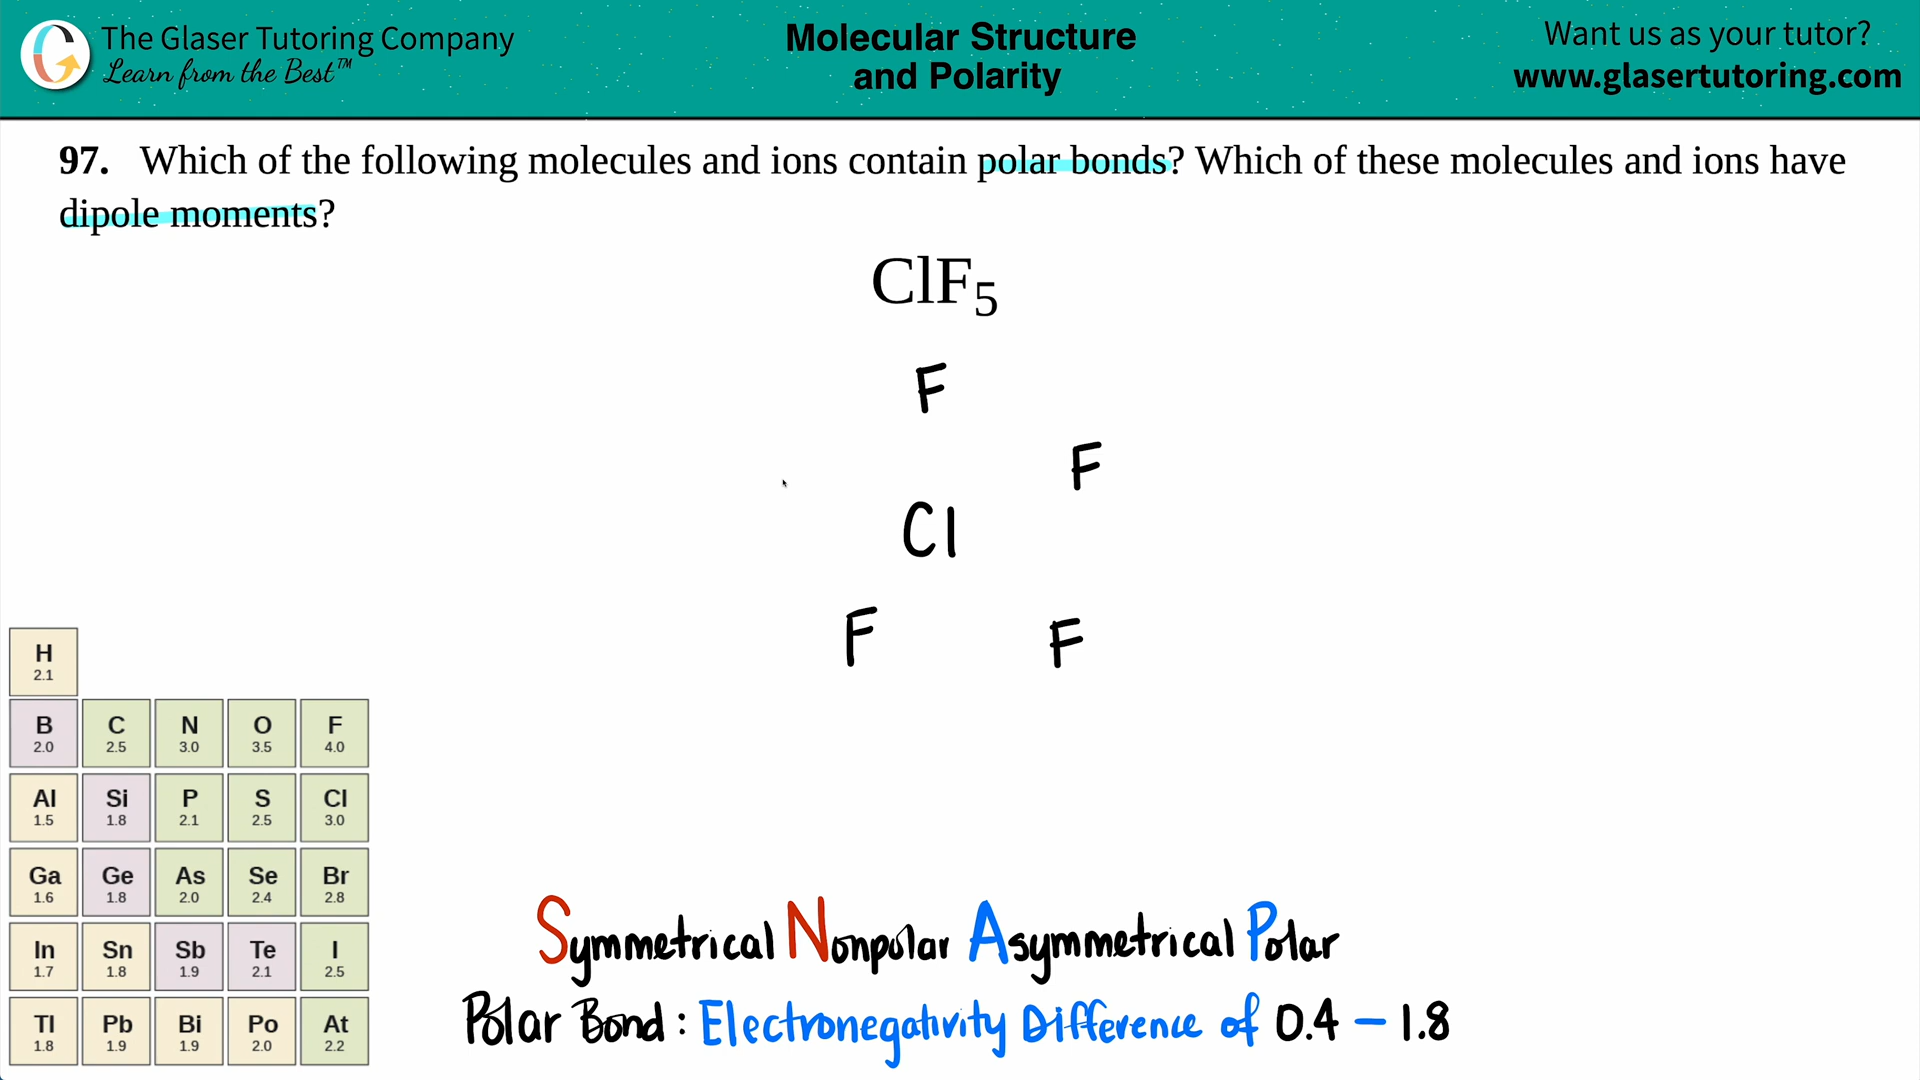 The Glaser Tutoring Company
Learn from the Best™
Molecular Structure
and Polarity
Want us as your tutor?
www.glasertutoring.com
97. Which of the following molecules and ions contain polar bonds? Which of these molecules and ions have
dipole moments?
ClF5
F
F
Cl
F F
H
2.1
B C N O F
2.0 2.5 3.0 3.5 4.0
Al Si P S Cl
1.5 1.8 2.1 2.5 3.0
Ga Ge As Se Br
1.6 1.8 2.0 2.4 2.8
In Sn Sb Te I
1.7 1.8 1.9 2.1 2.5
Tl Pb Bi Po At
1.8 1.9 1.9 2.0 2.2
Symmetrical Nonpolar Asymmetrical Polar
Polar Bond: Electronegativity Difference of 0.4 – 1.8